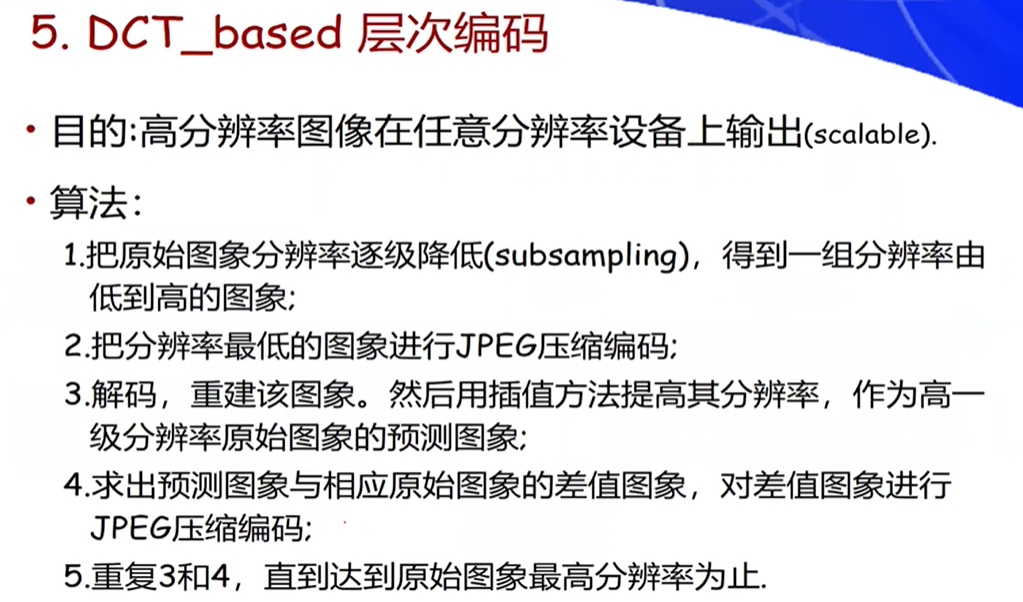 5. DCT_based 层次编码
• 目的:高分辨率图像在任意分辨率设备上输出(scalable).
• 算法：
1.把原始图象分辨率逐级降低(subsampling)，得到一组分辨率由
低到高的图象;
2.把分辨率最低的图象进行JPEG压缩编码;
3.解码，重建该图象。然后用插值方法提高其分辨率，作为高一
级分辨率原始图象的预测图象;
4.求出预测图象与相应原始图象的差值图象，对差值图象进行
JPEG压缩编码;
5.重复3和4，直到达到原始图象最高分辨率为止.